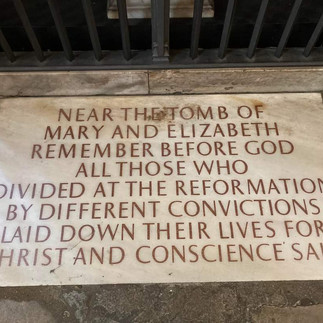 NEAR THE TOMB OF
MARY AND ELIZABETH
REMEMBER BEFORE GOD
ALL THOSE WHO
DIVIDED AT THE REFORMATION
BY DIFFERENT CONVICTIONS
LAID DOWN THEIR LIVES FOR
CHRIST AND CONSCIENCE